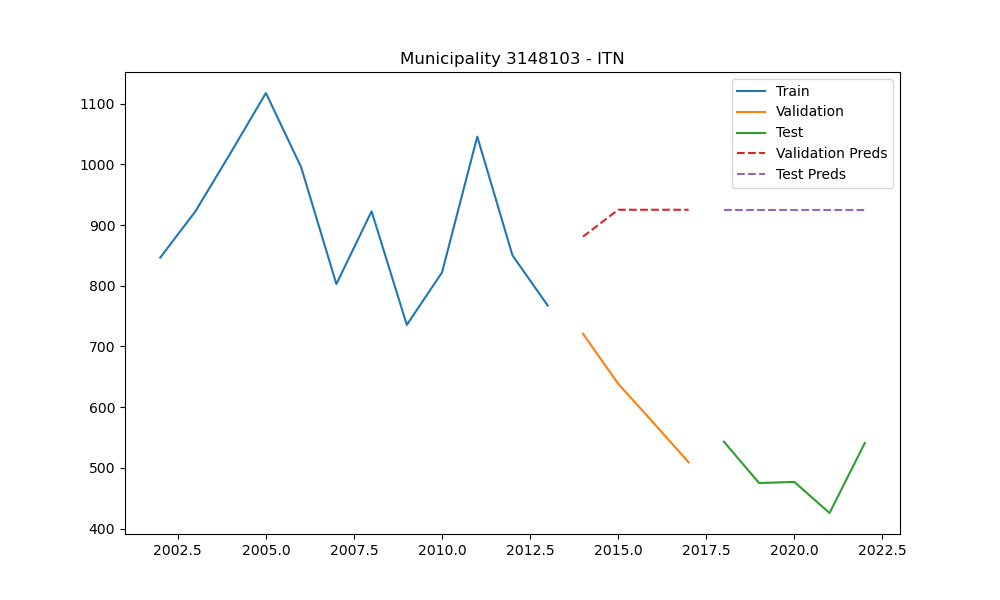 Municipality 3148103 - ITN
Train
Validation
Test
Validation Preds
Test Preds
1100
1000
900
800
700
600
500
400
2002.5 2005.0 2007.5 2010.0 2012.5 2015.0 2017.5 2020.0 2022.5